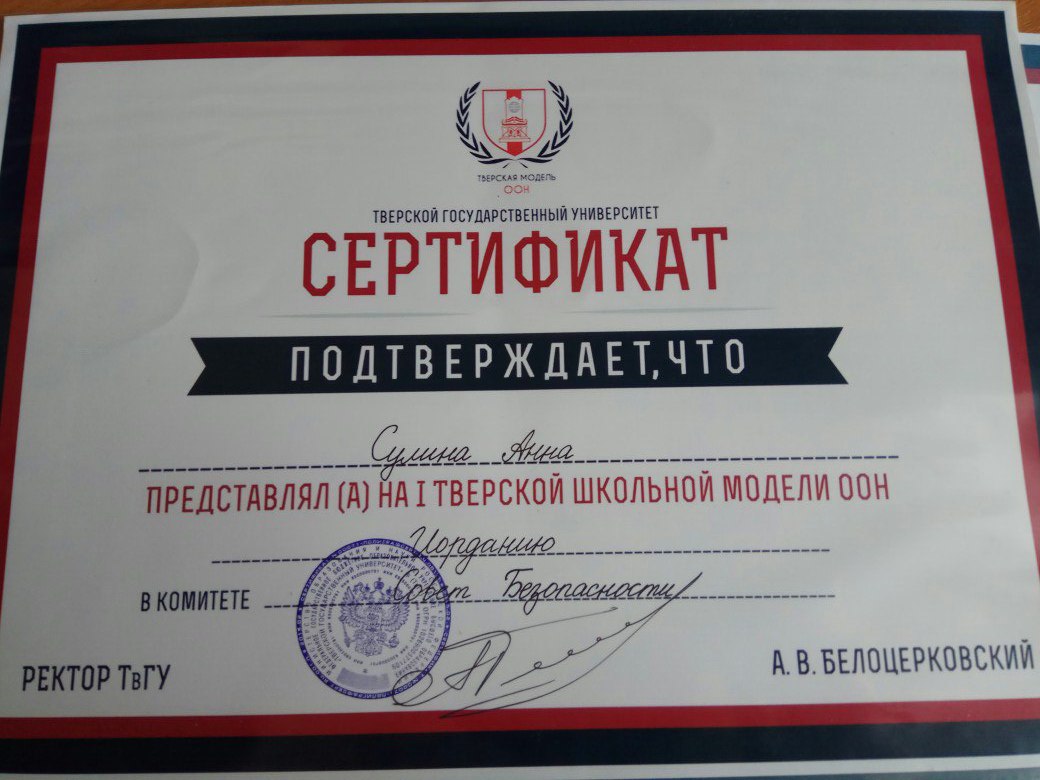 ТВЕРСКАЯ МОДЕЛЬ
ООН
ТВЕРСКОЙ ГОСУДАРСТВЕННЫЙ УНИВЕРСИТЕТ
СЕРТИФИКАТ
ПОДТВЕРЖДАЕТ, ЧТО
Сулина Анна
ПРЕДСТАВЛЯЛ (А) НА I ТВЕРСКОЙ ШКОЛЬНОЙ МОДЕЛИ ООН
Иорданию
В КОМИТЕТЕ Совет Безопасности
РЕКТОР ТвГУ
А. В. БЕЛОЦЕРКОВСКИЙ